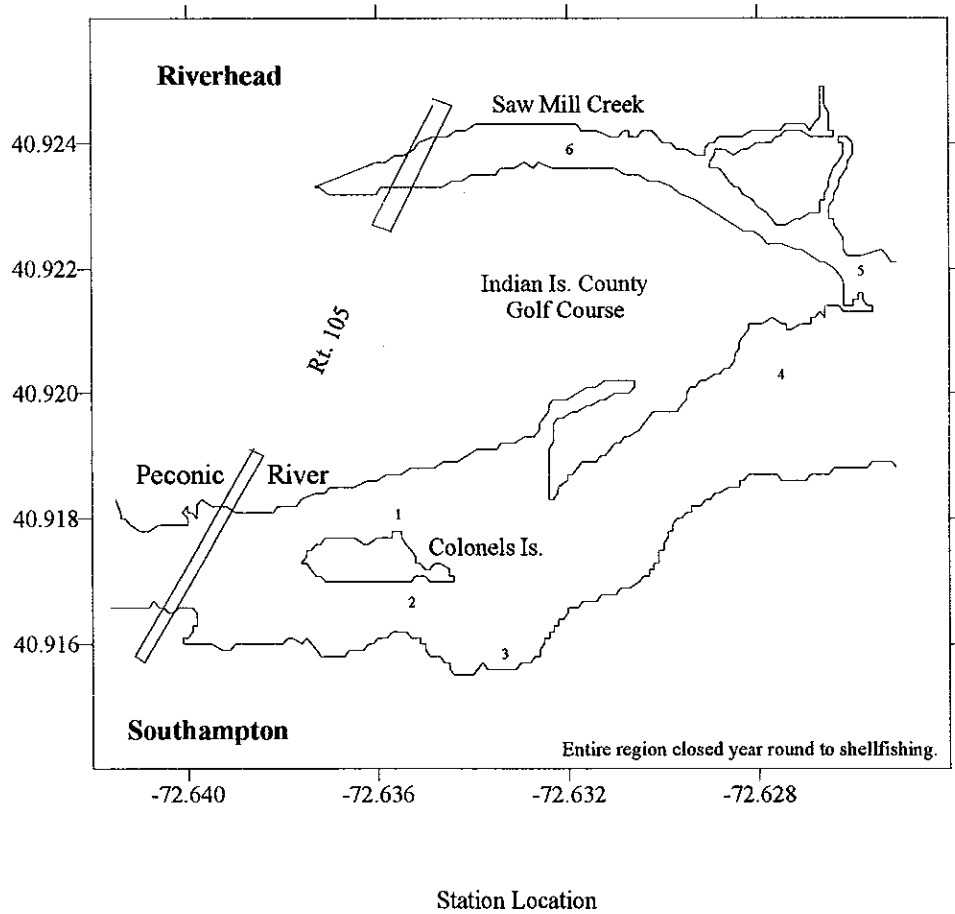 Riverhead
Saw Mill Creek
40.924
6
40.922
5
Indian Is. County
Golf Course
Rt. 105
4
40.920
Peconic River
40.918
1
Colonels Is.
2
40.916
3
Southampton
Entire region closed year round to shellfishing.
-72.640
-72.636
-72.632
-72.628
Station Location